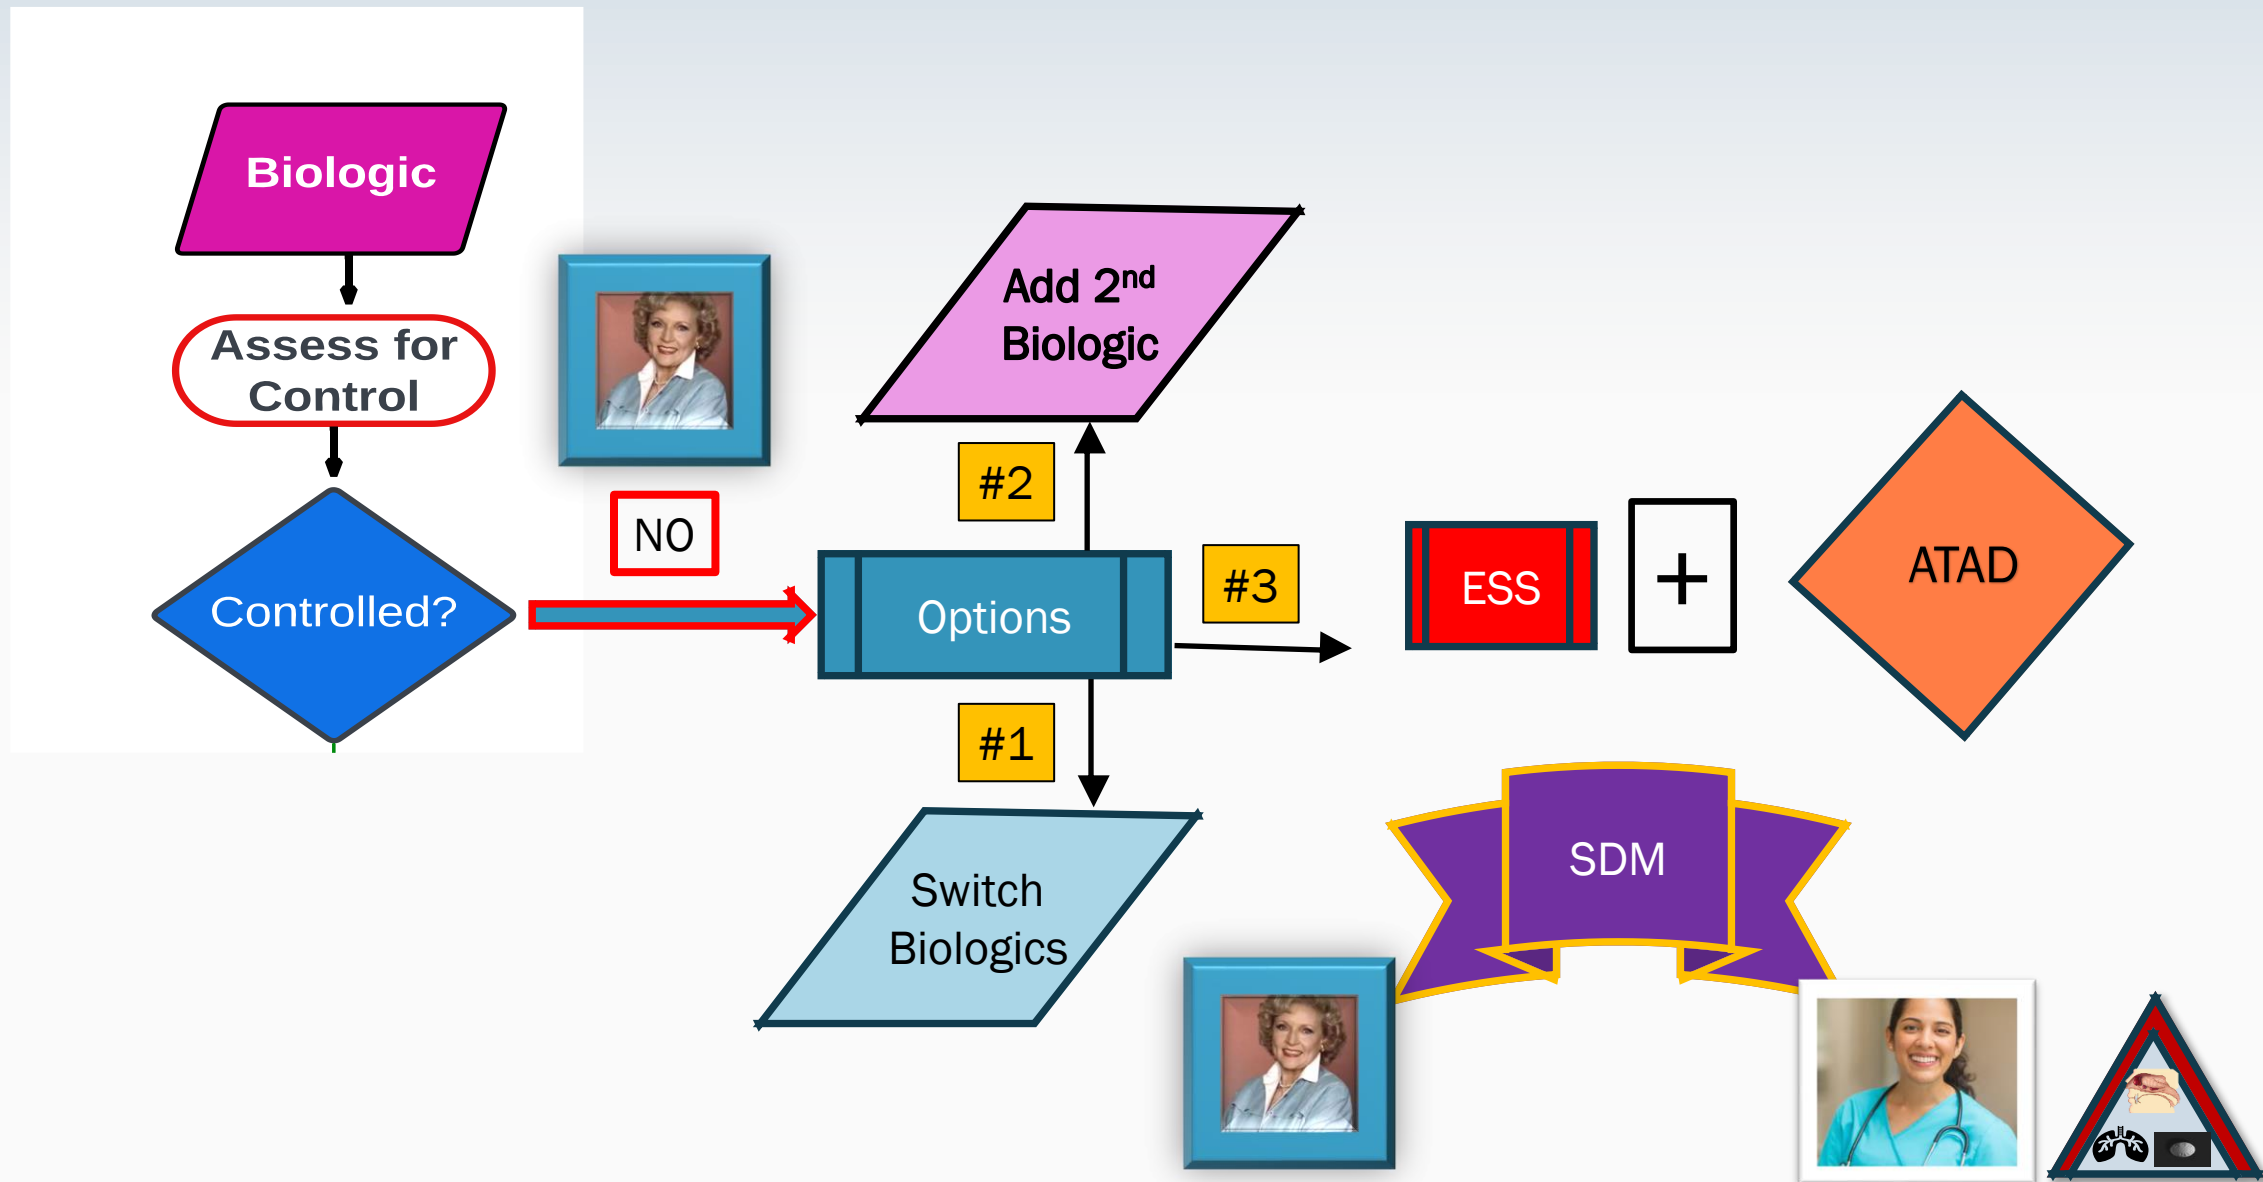 Biologic
Assess for
Control
Controlled?
NO
Options
#2
Add 2nd
Biologic
#3
ESS
+
ATAD
#1
Switch
Biologics
SDM